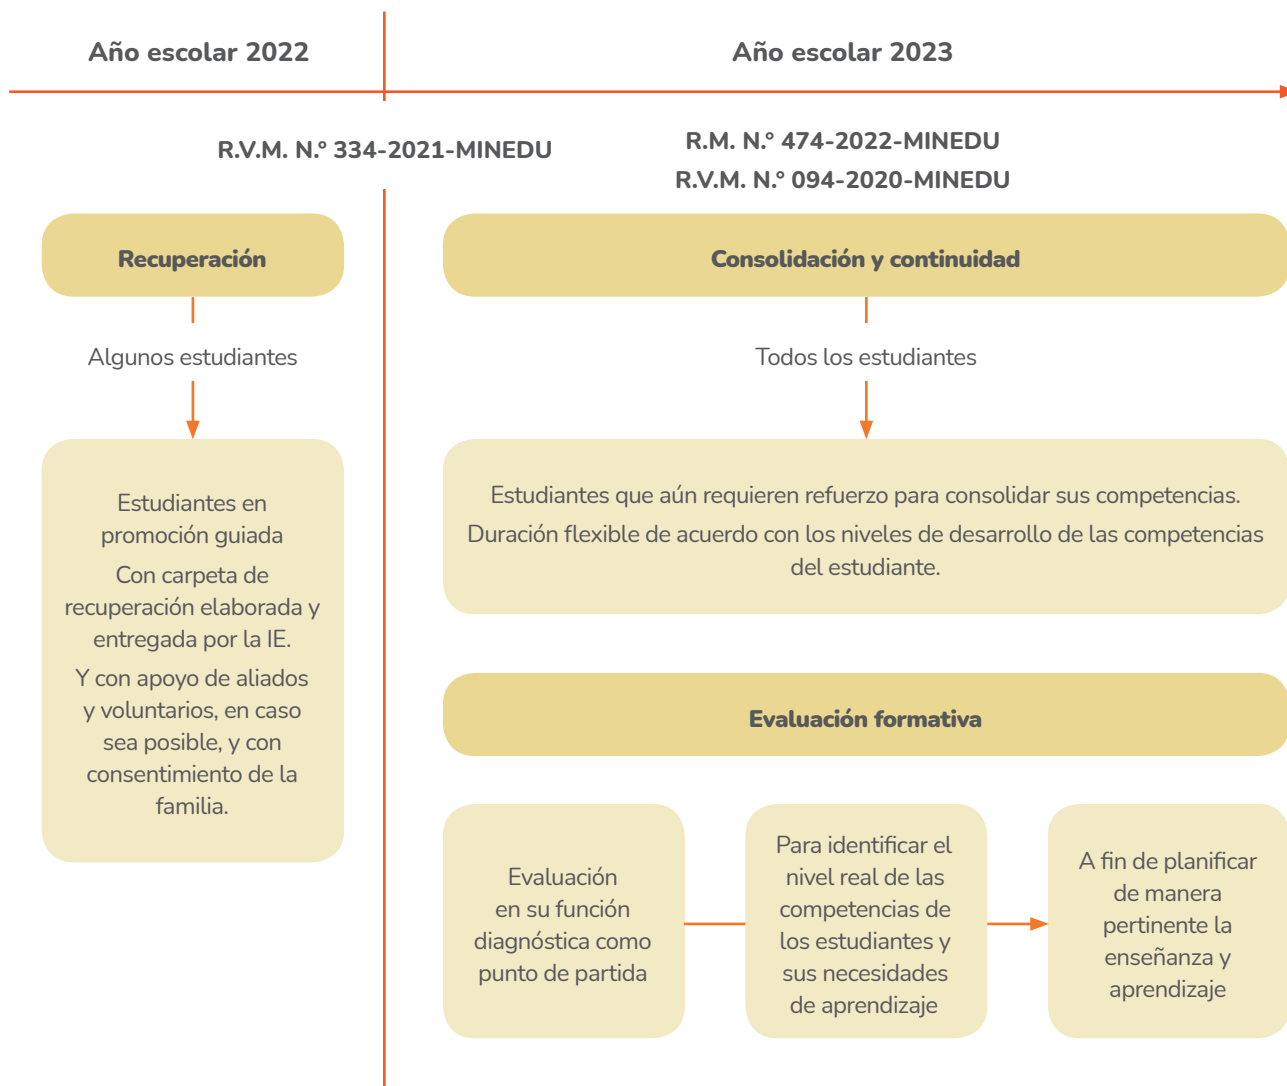 Año escolar 2022
Año escolar 2023
R.V.M. N.º 334-2021-MINEDU
R.M. N.º 474-2022-MINEDU
R.V.M. N.º 094-2020-MINEDU
Recuperación
Algunos estudiantes
Estudiantes en
promoción guiada
Con carpeta de
recuperación elaborada y
entregada por la IE.
Y con apoyo de aliados
y voluntarios, en caso
sea posible, y con
consentimiento de la
familia.
Consolidación y continuidad
Todos los estudiantes
Estudiantes que aún requieren refuerzo para consolidar sus competencias.
Duración flexible de acuerdo con los niveles de desarrollo de las competencias
del estudiante.
Evaluación formativa
Evaluación
en su función
diagnóstica como
punto de partida
Para identificar el
nivel real de las
competencias de
los estudiantes y
sus necesidades
de aprendizaje
A fin de planificar
de manera
pertinente la
enseñanza y
aprendizaje